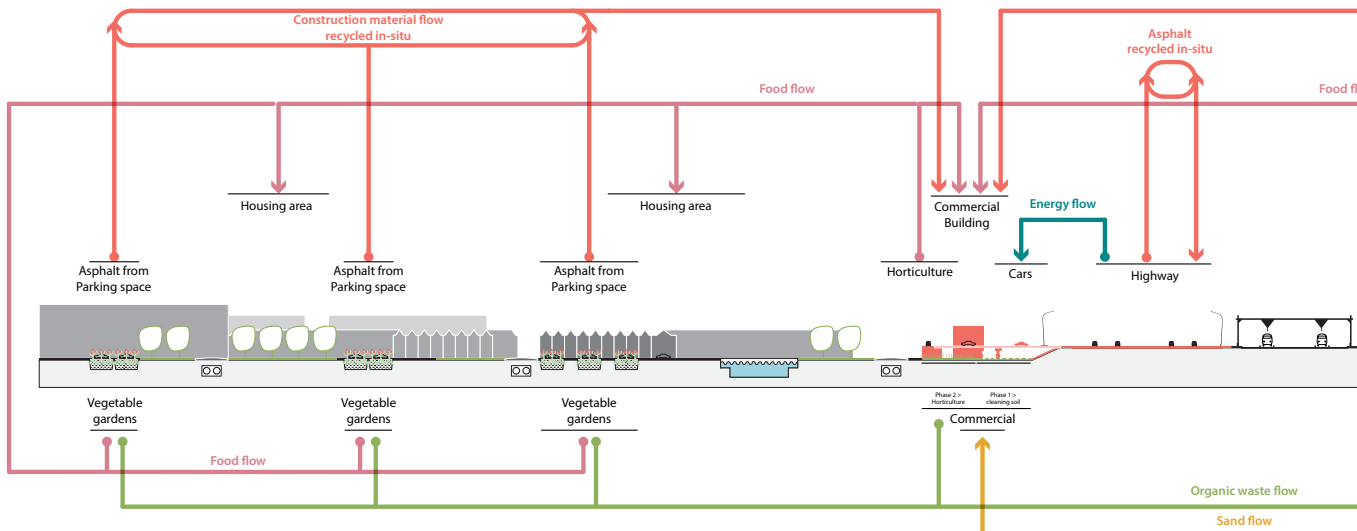 Construction material flow
recycled in-situ
Asphalt
recycled in-situ
Food flow
Food fl
Housing area
Housing area
Commercial
Building
Energy flow
Asphalt from
Parking space
Asphalt from
Parking space
Asphalt from
Parking space
Horticulture
Cars
Highway
Vegetable
gardens
Vegetable
gardens
Vegetable
gardens
Phase 2 >
Horticulture
Phase 1 >
cleaning soil
Commercial
Food flow
Organic waste flow
Sand flow